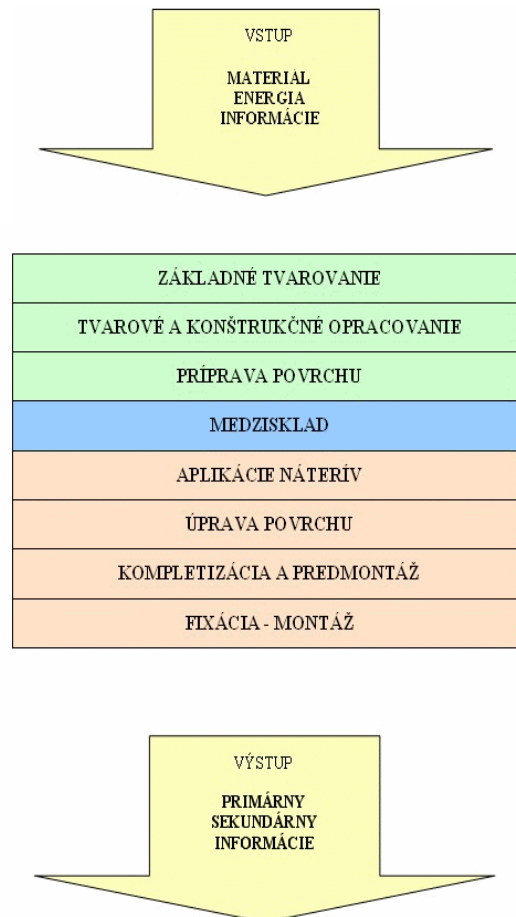 VSTUP
MATERIÁL
ENERGIA
INFORMÁCIE
ZÁKLADNÉ TVAROVANIE
TVAROVÉ A KONŠTRUKČNÉ OPRACOVANIE
PRÍPRAVA POVRCHU
MEDZISKLAD
APLIKÁCIE NÁTERÍV
ÚPRAVA POVRCHU
KOMPLETIZÁCIA A PREDMONTÁŽ
FIXÁCIA - MONTÁŽ
VÝSTUP
PRIMÁRNY
SEKUNDÁRNY
INFORMÁCIE